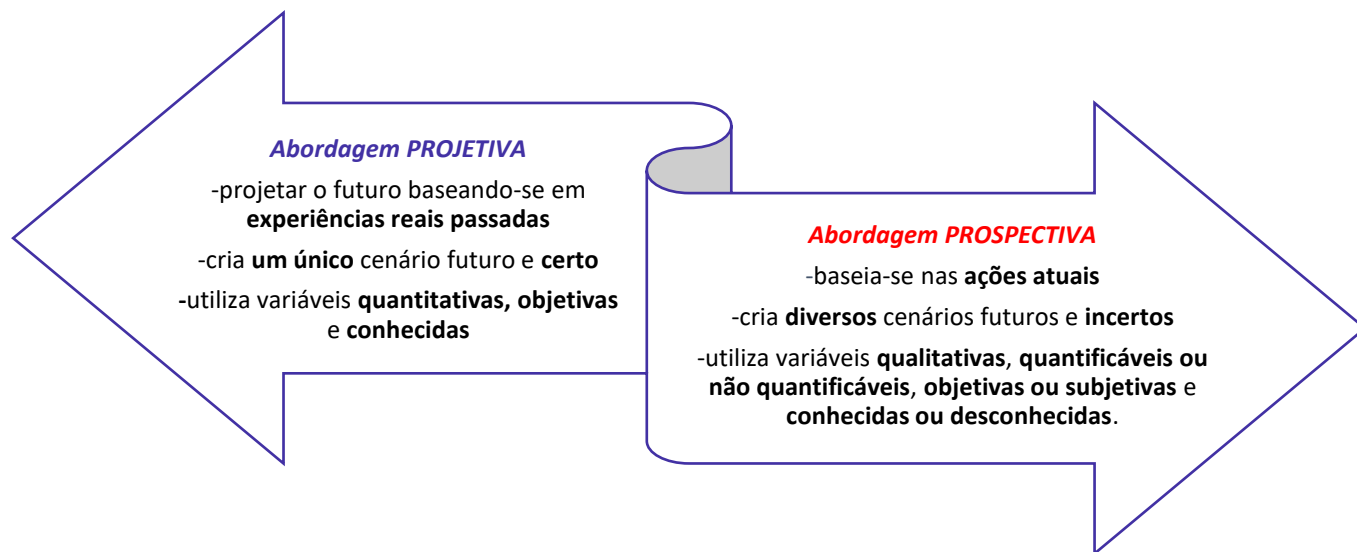 Abordagem PROJETIVA
-projetar o futuro baseando-se em
experiências reais passadas
-cria um único cenário futuro e certo
-utiliza variáveis quantitativas, objetivas
e conhecidas
Abordagem PROSPECTIVA
-baseia-se nas ações atuais
-cria diversos cenários futuros e incertos
-utiliza variáveis qualitativas, quantificáveis ou
não quantificáveis, objetivas ou subjetivas e
conhecidas ou desconhecidas.